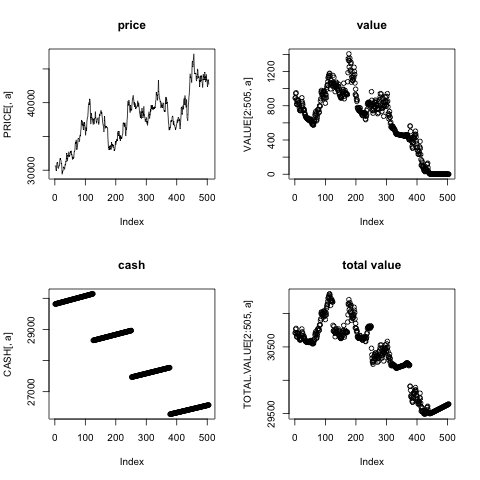 price
PRICE[, a]
30000
40000
0
100
200
300
400
500
Index
value
VALUE[2:505, a]
0
400
800
1200
0
100
200
300
400
500
Index
cash
CASH[, a]
27000
29000
0
100
200
300
400
500
Index
total value
TOTAL.VALUE[2:505, a]
29500
30500
0
100
200
300
400
500
Index